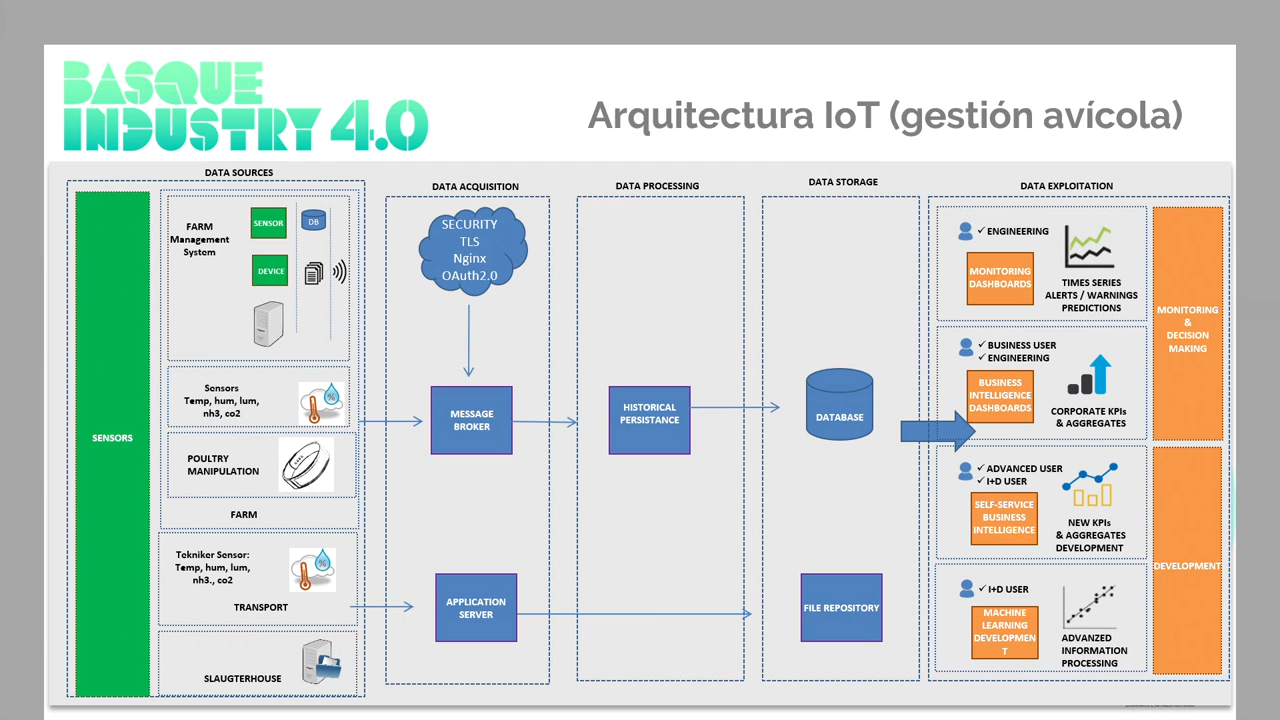 BASQUE
INDUSTRY 4.0
Arquitectura IoT (gestión avícola)
DATA SOURCES
SENSORS
FARM
Management
System
SENSOR
DB
DEVICE
Sensors
Temp, hum, lum,
nh3, co2
POULTRY
MANIPULATION
FARM
Tekniker Sensor:
Temp, hum, lum,
nh3., co2
TRANSPORT
SLAUGTERHOUSE
DATA ACQUISITION
SECURITY
TLS
Nginx
OAuth2.0
MESSAGE
BROKER
APPLICATION
SERVER
DATA PROCESSING
HISTORICAL
PERSISTANCE
DATA STORAGE
DATABASE
FILE REPOSITORY
DATA EXPLOITATION
✓ ENGINEERING
MONITORING
DASHBOARDS
TIMES SERIES
ALERTS / WARNINGS
PREDICTIONS
✓ BUSINESS USER
✓ ENGINEERING
BUSINESS
INTELLIGENCE
DASHBOARDS
CORPORATE KPIs
& AGGREGATES
MONITORING
&
DECISION
MAKING
✓ ADVANCED USER
✓ I+D USER
SELF-SERVICE
BUSINESS
INTELLIGENCE
NEW KPIs
& AGGREGATES
DEVELOPMENT
✓ I+D USER
MACHINE
LEARNING
DEVELOPMEN
T
ADVANZED
INFORMATION
PROCESSING
DEVELOPMENT